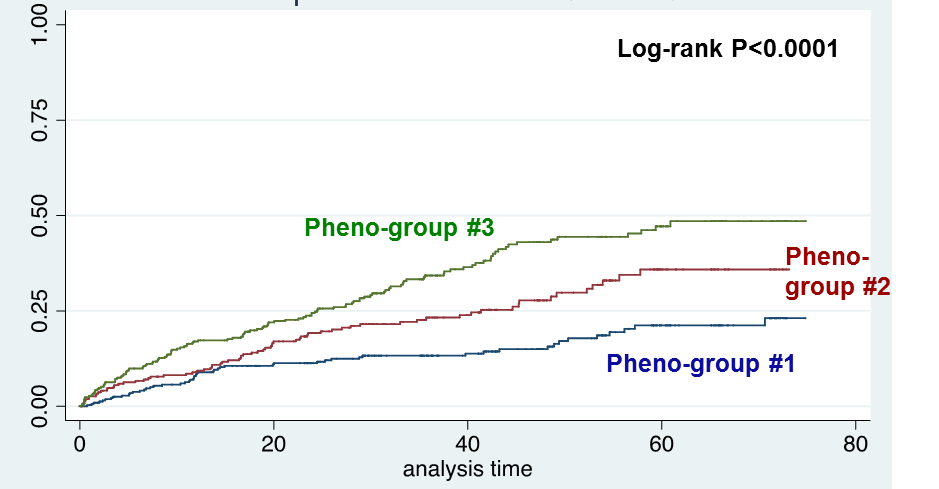 1.00
Log-rank P<0.0001
0.75
0.50
Pheno-group #3
Pheno-
group #2
0.25
Pheno-group #1
0.00
0 20 40 60 80
analysis time